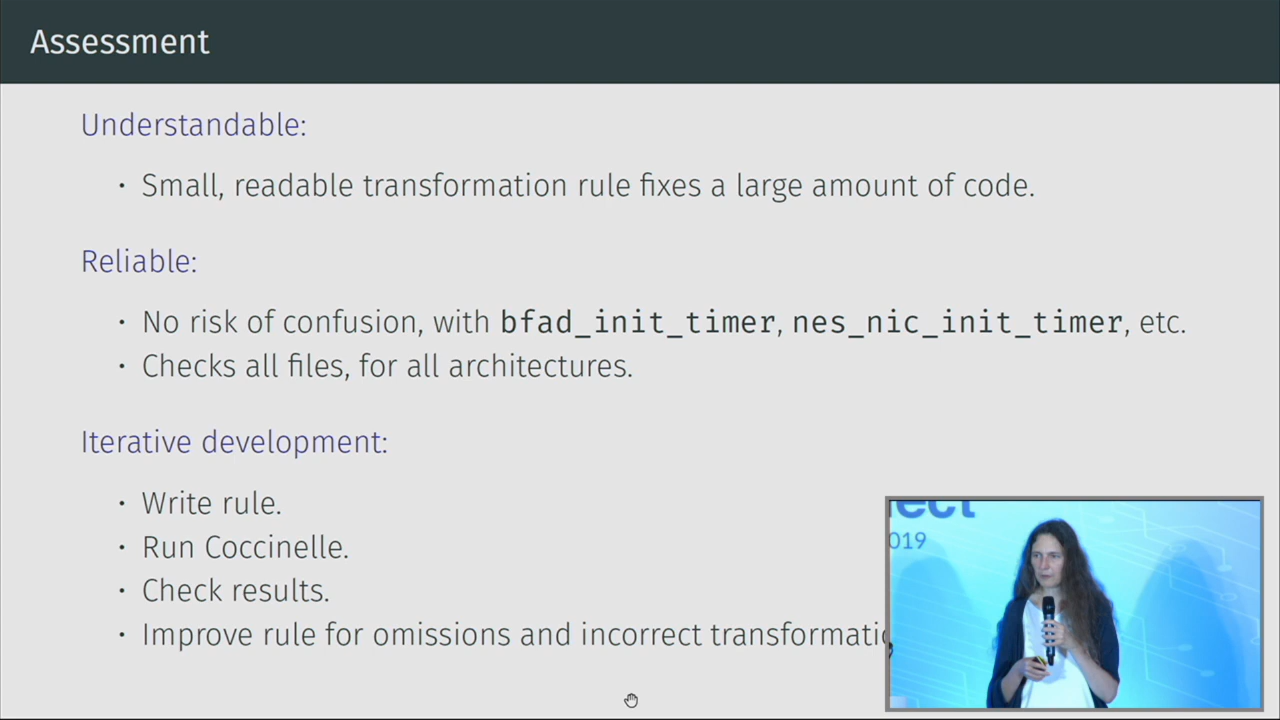 Assessment
Understandable:
• Small, readable transformation rule fixes a large amount of code.
Reliable:
• No risk of confusion, with bfad_init_timer, nes_nic_init_timer, etc.
• Checks all files, for all architectures.
Iterative development:
• Write rule.
• Run Coccinelle.
• Check results.
• Improve rule for omissions and incorrect transformatio
nect
019